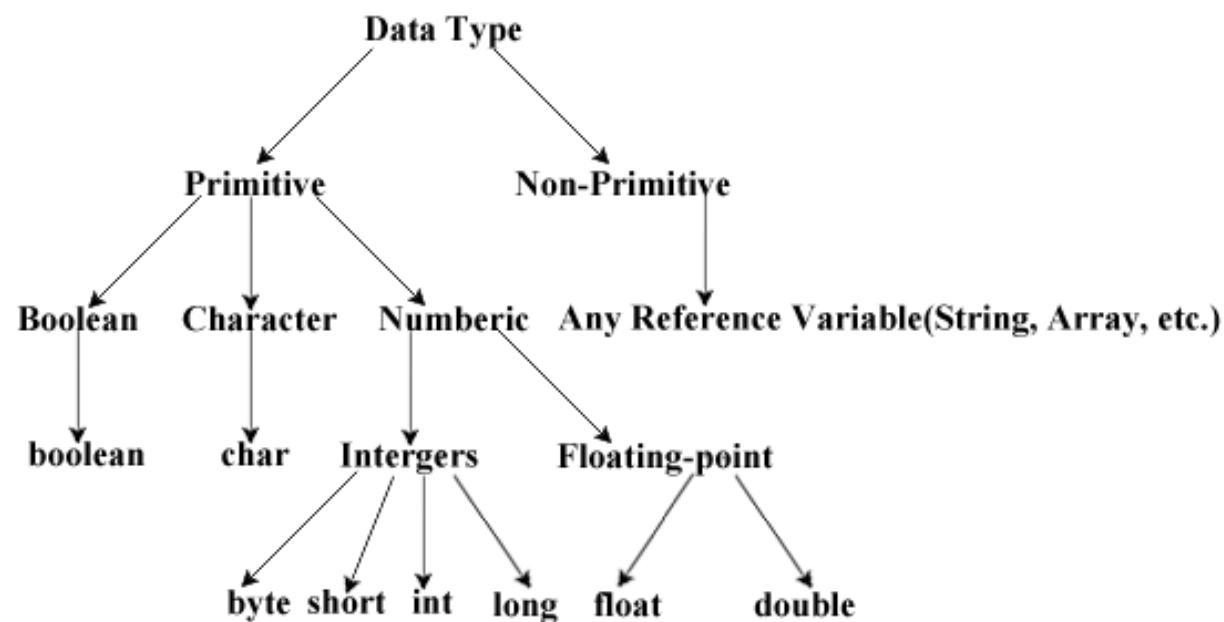 Data Type
Primitive Non-Primitive
Boolean Character Numberic Any Reference Variable(String, Array, etc.)
boolean char Intergers Floating-point
byte short int long float double